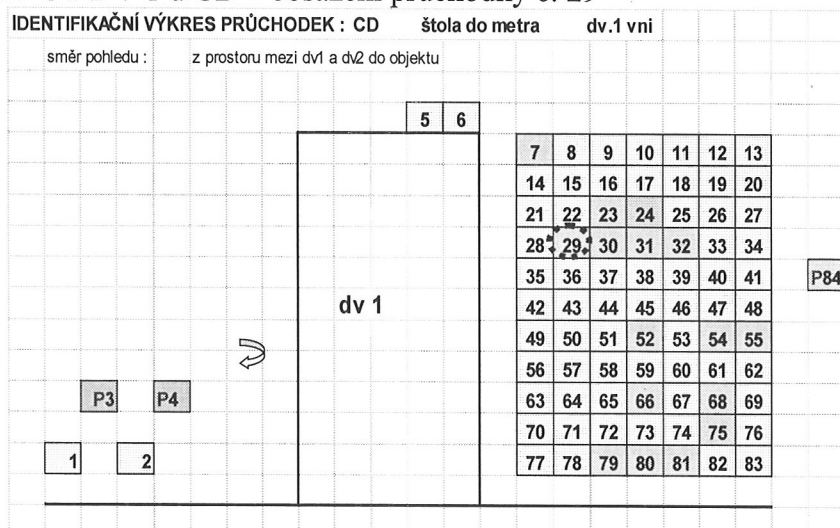 IDENTIFIKAČNÍ VÝKRES PRŮCHODEK : CD štola do metra dv.1 vni
směr pohledu : z prostoru mezi dv1 a dv2 do objektu
5 6
7 8 9 10 11 12 13
14 15 16 17 18 19 20
21 22 23 24 25 26 27
28 29 30 31 32 33 34
P84
35 36 37 38 39 40 41
dv 1
42 43 44 45 46 47 48
49 50 51 52 53 54 55
56 57 58 59 60 61 62
P3 P4
63 64 65 66 67 68 69
70 71 72 73 74 75 76
1 2
77 78 79 80 81 82 83